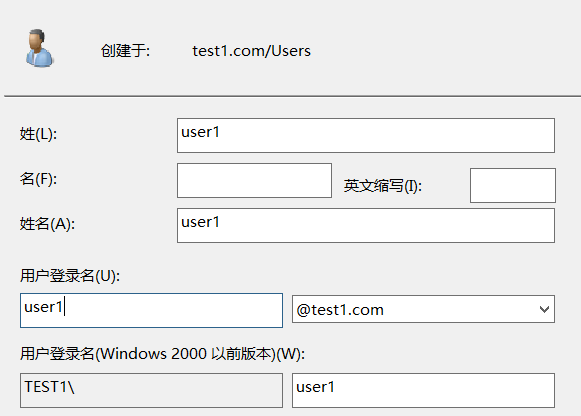 创建于: test1.com/Users
姓(L): user1
名(F): 英文缩写(I):
姓名(A): user1
用户登录名(U):
user1 @test1.com
用户登录名(Windows 2000 以前版本)(W):
TEST1\ user1